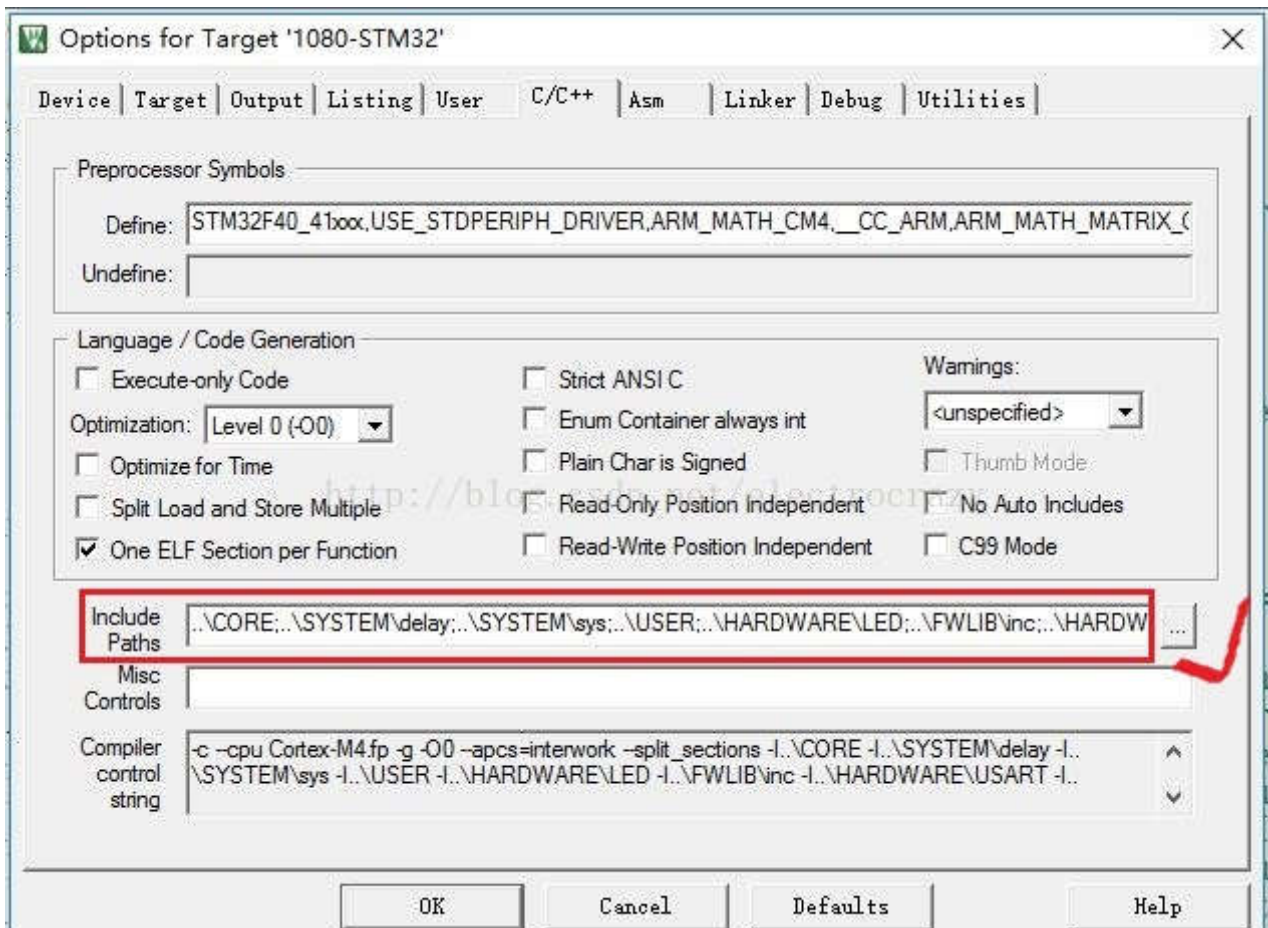 Options for Target '1080-STM32'
Device Target Output Listing User C/C++ Asm Linker Debug Utilities
Preprocessor Symbols
Define: STM32F40_41xxx,USE_STDPERIPH_DRIVER,ARM_MATH_CM4,__CC_ARM,ARM_MATH_MATRIX_C
Undefine:
Language / Code Generation
Execute-only Code Strict ANSI C Warnings:
Optimization: Level 0 (-O0) Enum Container always int <unspecified>
Optimize for Time Plain Char is Signed Thumb Mode
http://blog.csdn.net/electrocrazy
Split Load and Store Multiple Read-Only Position Independent No Auto Includes
One ELF Section per Function Read-Write Position Independent C99 Mode
Include Paths ..\CORE;..\SYSTEM\delay;..\SYSTEM\sys;..\USER;..\HARDWARE\LED;..\FWLIB\inc;..\HARDW ...
Misc Controls
Compiler control string -c --cpu Cortex-M4.fp -g -O0 --apcs=interwork --split_sections -I..\CORE -I..\SYSTEM\delay -I..
\SYSTEM\sys -I..\USER -I..\HARDWARE\LED -I..\FWLIB\inc -I..\HARDWARE\USART -I..
OK Cancel Defaults Help